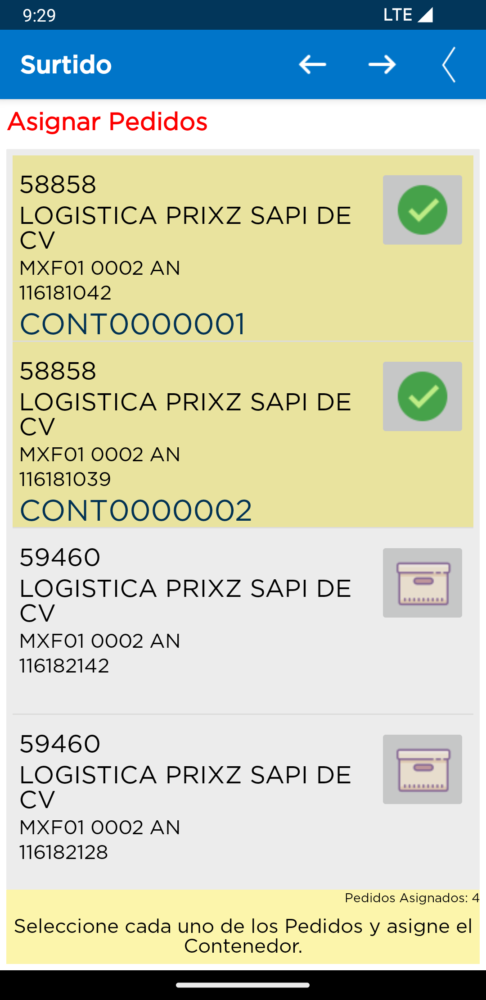 9:29
LTE
Surtido
Asignar Pedidos
58858
LOGISTICA PRIXZ SAPI DE
CV
MXF01 0002 AN
116181042
CONT0000001
58858
LOGISTICA PRIXZ SAPI DE
CV
MXF01 0002 AN
116181039
CONT0000002
59460
LOGISTICA PRIXZ SAPI DE
CV
MXF01 0002 AN
116182142
59460
LOGISTICA PRIXZ SAPI DE
CV
MXF01 0002 AN
116182128
Pedidos Asignados: 4
Seleccione cada uno de los Pedidos y asigne el
Contenedor.